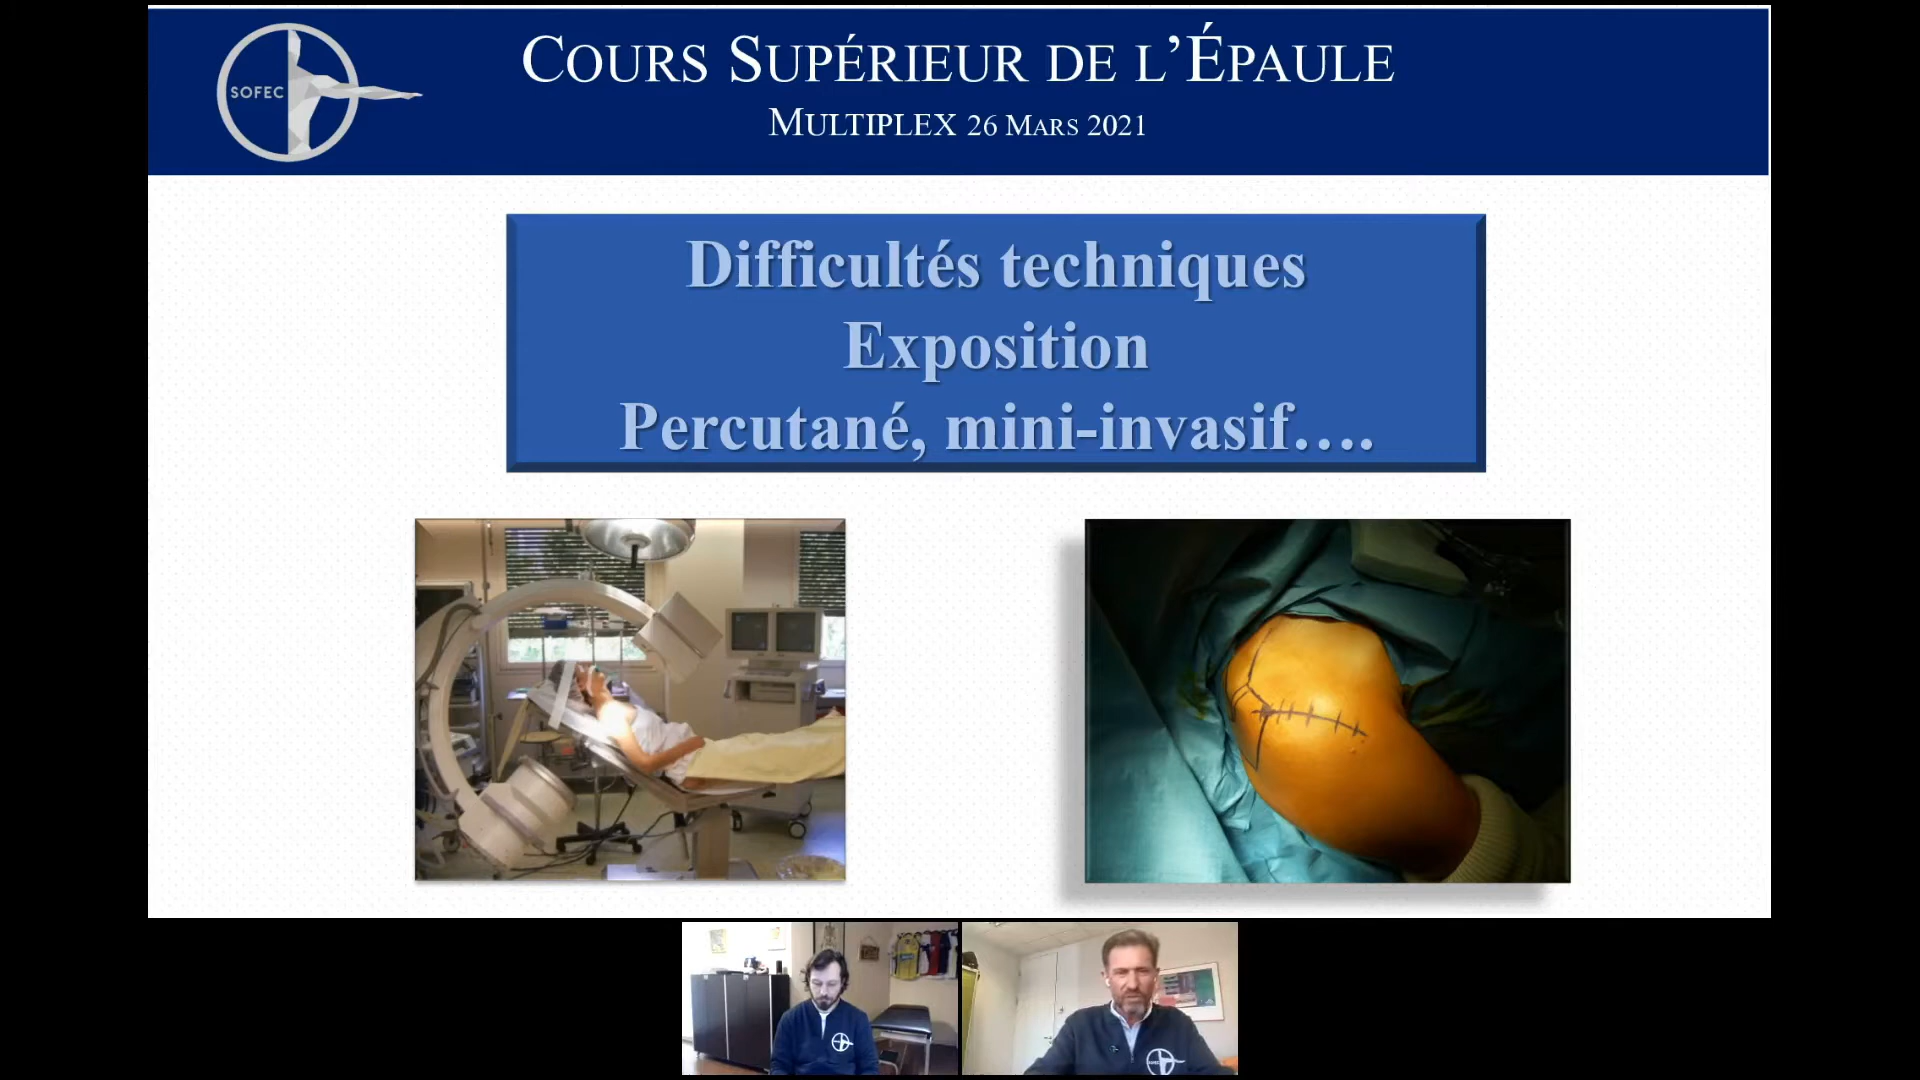 SOFEC
COURS SUPÉRIEUR DE L'ÉPAULE
MULTIPLEX 26 MARS 2021
Difficultés techniques
Exposition
Percutané, mini-invasif….